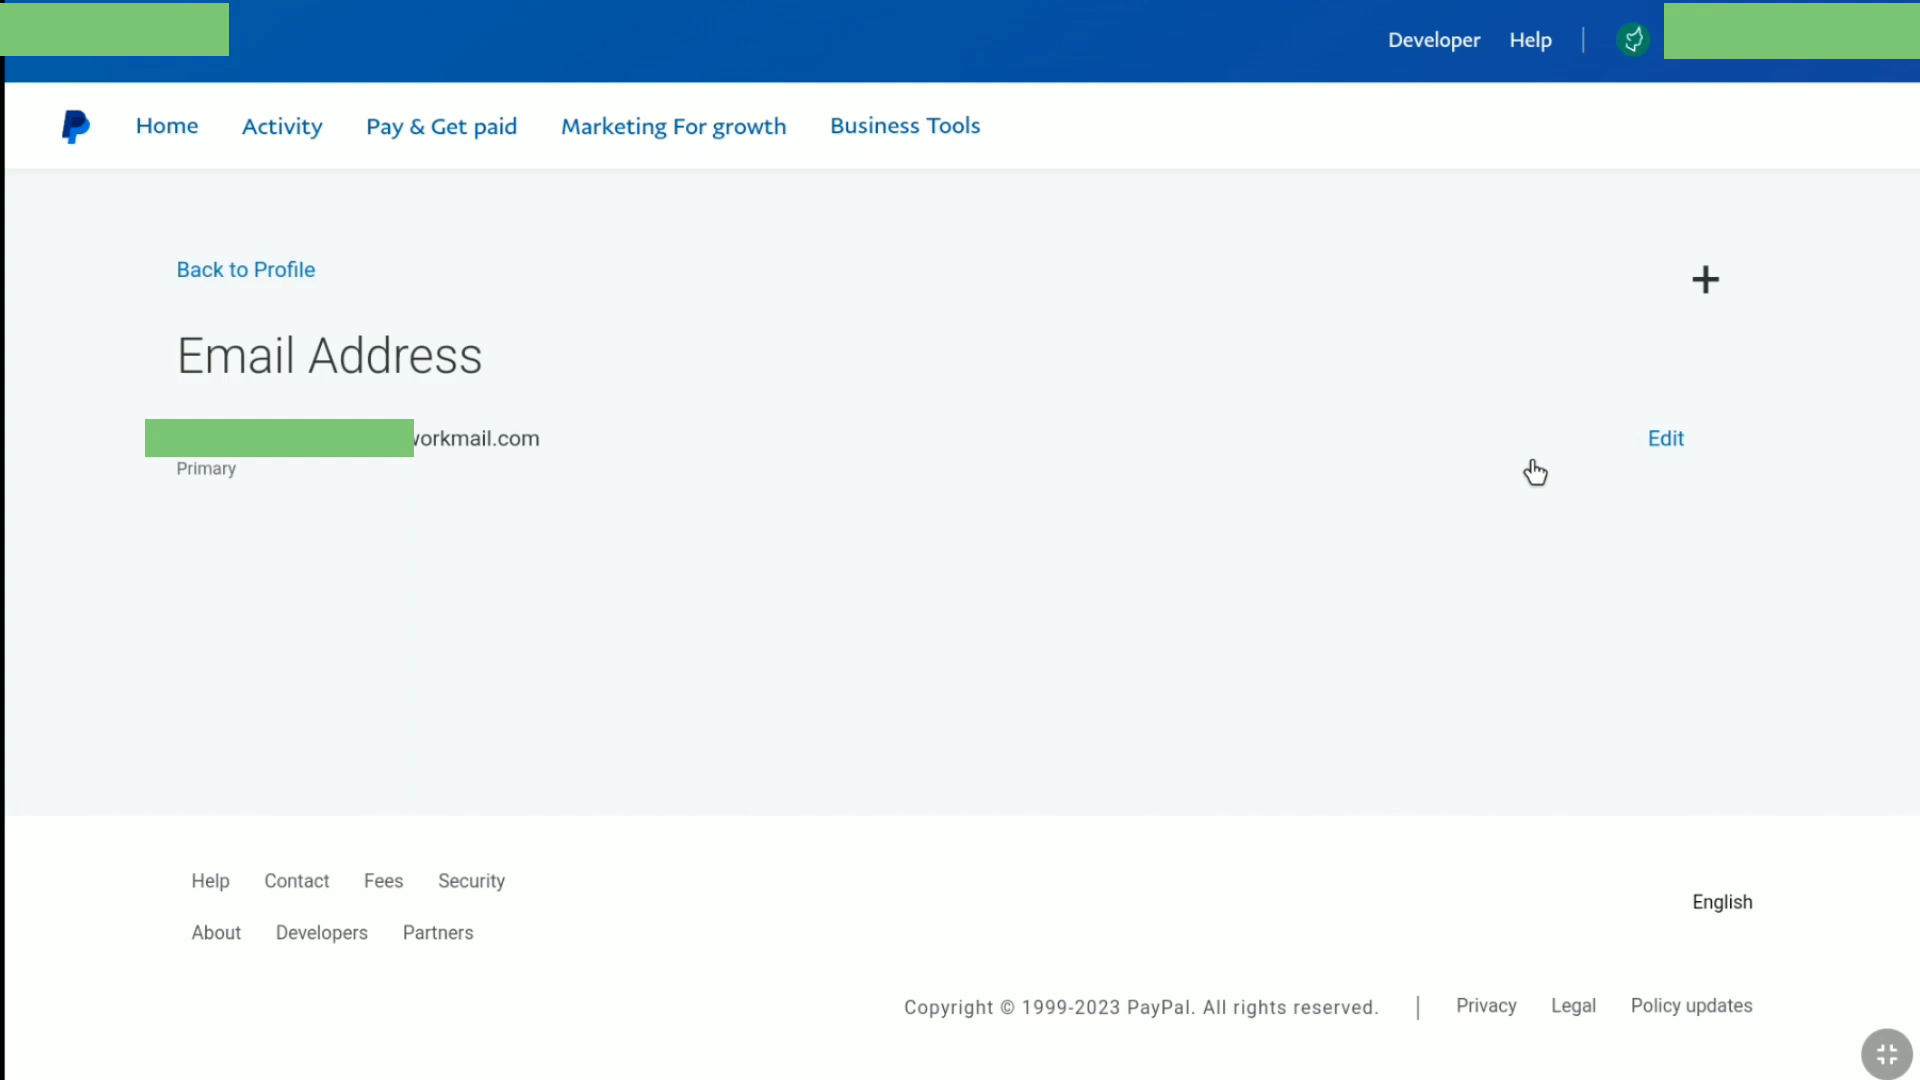 Developer Help
Home Activity Pay & Get paid Marketing For growth Business Tools
Back to Profile
Email Address
workmail.com Edit
Primary
Help Contact Fees Security
English
About Developers Partners
Copyright © 1999-2023 PayPal. All rights reserved. | Privacy Legal Policy updates